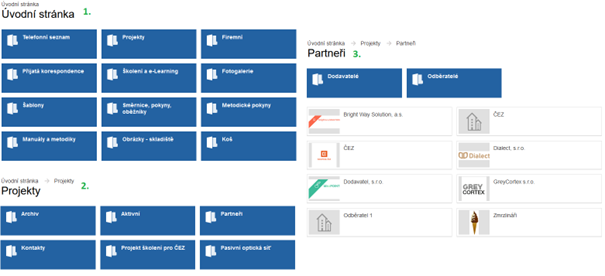 Úvodní stránka
Úvodní stránka 1.
Telefonní seznam
Projekty
Firemní
Přijatá korespondence
Školení a e-Learning
Fotogalerie
Šablony
Směrnice, pokyny,
oběžníky
Metodické pokyny
Manuály a metodiky
Obrázky - skladiště
Koš
Úvodní stránka → Projekty
Projekty 2.
Archiv
Aktivní
Partneři
Kontakty
Projekt školení pro ČEZ
Pasivní optická síť
Úvodní stránka → Projekty → Partneři
Partneři 3.
Dodavatelé
Odběratelé
Bright Way Solution, a.s.
ČEZ
ČEZ
Dialect
Dialect, s.r.o.
Dodavatel, s.r.o.
GREY
CORTEX
GreyCortex s.r.o.
Odběratel 1
Zmrzlináři